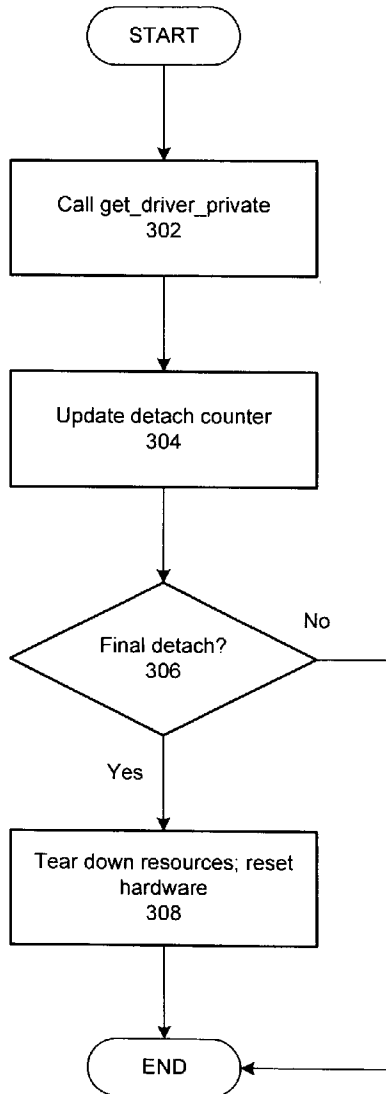 START
Call get_driver_private
302
Update detach counter
304
Final detach?
306
No
Yes
Tear down resources; reset
hardware
308
END